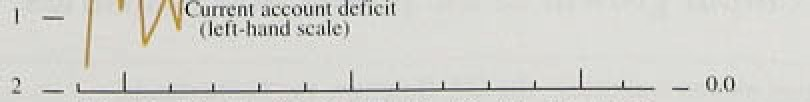 1 — Current account deficit
(left-hand scale)
2 — — 0.0